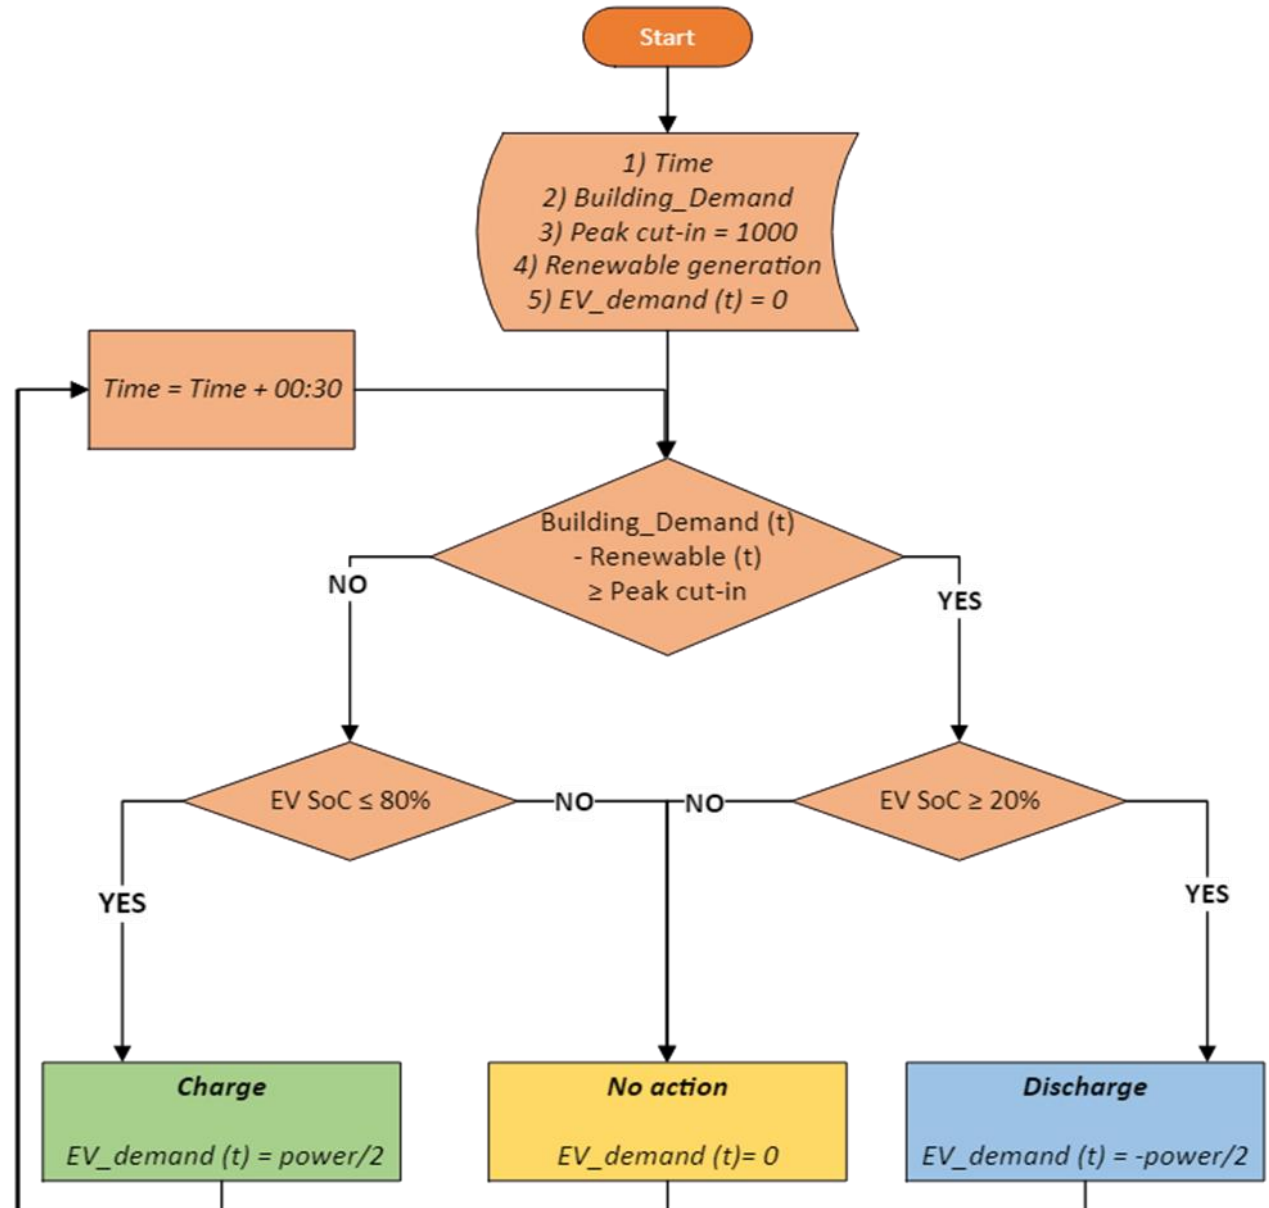 Start
1) Time
2) Building_Demand
3) Peak cut-in = 1000
4) Renewable generation
5) EV_demand (t) = 0
Time = Time + 00:30
Building_Demand (t)
- Renewable (t)
≥ Peak cut-in
NO
YES
EV SoC ≤ 80%
NO
NO
EV SoC ≥ 20%
YES
YES
Charge
EV_demand (t) = power/2
No action
EV_demand (t)= 0
Discharge
EV_demand (t) = -power/2